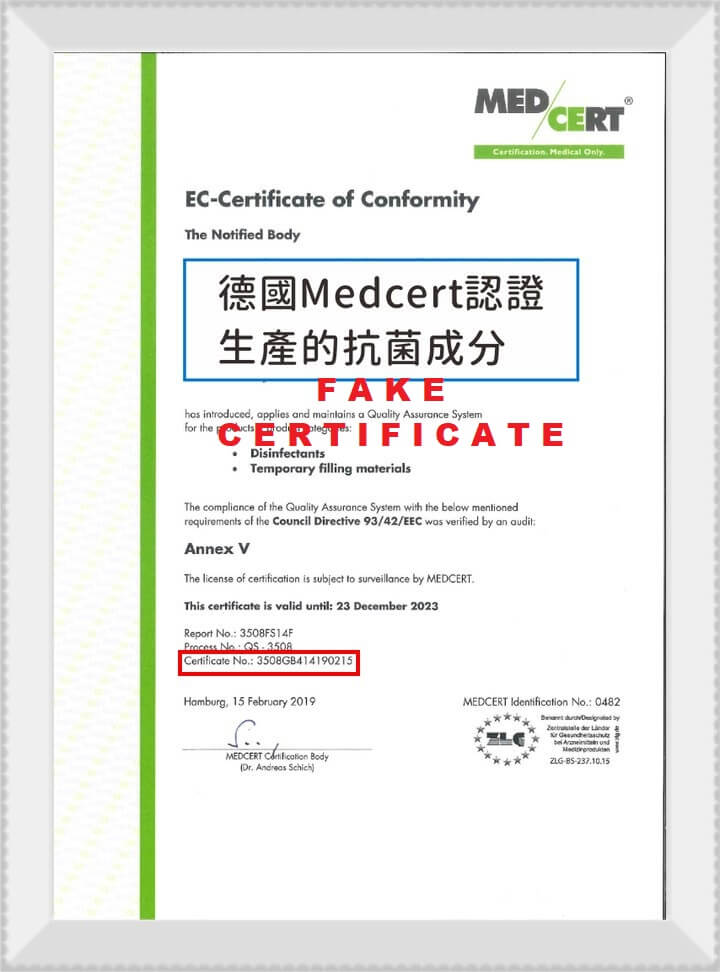 MED/CERT®
Certification. Medical Only.
EC-Certificate of Conformity
The Notified Body
德國Medcert認證
生產的抗菌成分
FAKE
CERTIFICATE
has introduced, applies and maintains a Quality Assurance System
for the products / product categories:
• Disinfectants
• Temporary filling materials
The compliance of the Quality Assurance System with the below mentioned
requirements of the Council Directive 93/42/EEC was verified by an audit:
Annex V
The license of certification is subject to surveillance by MEDCERT.
This certificate is valid until: 23 December 2023
Report No.: 3508FS14F
Process No.: QS - 3508
Certificate No.: 3508GB414190215
Hamburg, 15 February 2019
MEDCERT Certification Body
(Dr. Andreas Schich)
MEDCERT Identification No.: 0482
ZLG
Benannt durch/Designated by
Zentralstelle der Länder
für Gesundheitsschutz
bei Arzneimitteln und
Medizinprodukten
ZLG-BS-237.10.15
www.zlg.de